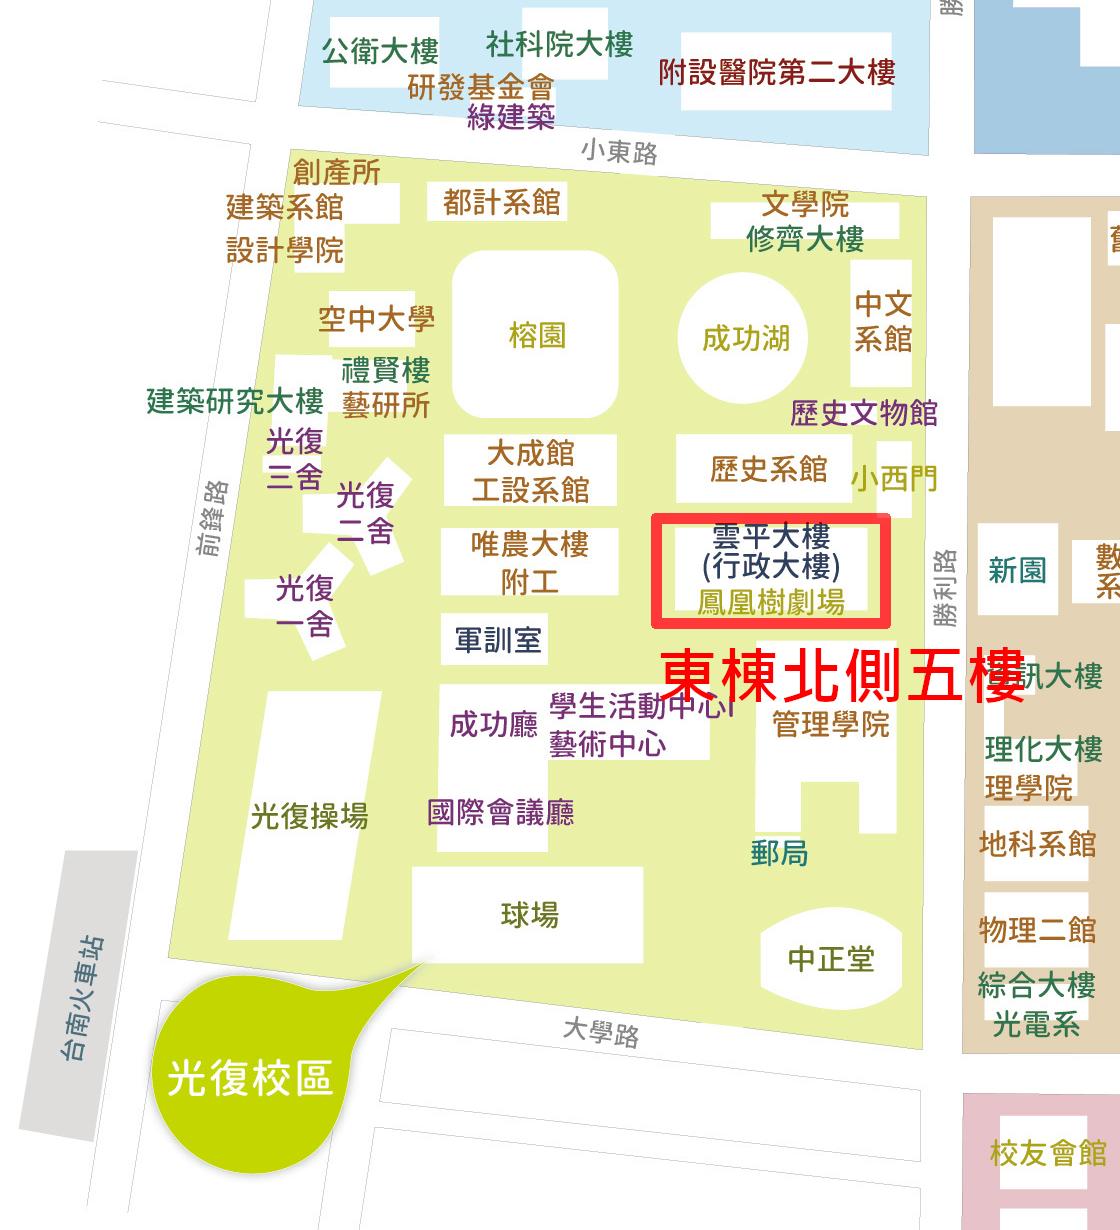 勝
公衛大樓
社科院大樓
研發基金會
綠建築
附設醫院第二大樓
小東路
創產所
建築系館
設計學院
都計系館
文學院
修齊大樓
空中大學
榕園
成功湖
中文
系館
禮賢樓
建築研究大樓
藝研所
歷史文物館
光復
三舍
大成館
工設系館
歷史系館
小西門
光復
二舍
前鋒路
唯農大樓
附工
雲平大樓
(行政大樓)
鳳凰樹劇場
勝利路
新園
數
系
光復
一舍
軍訓室
東棟北側五樓
訊大樓
成功廳
學生活動中心I
藝術中心
管理學院
理化大樓
理學院
光復操場
國際會議廳
郵局
地科系館
球場
中正堂
物理二館
綜合大樓
光電系
台南火車站
大學路
光復校區
校友會館